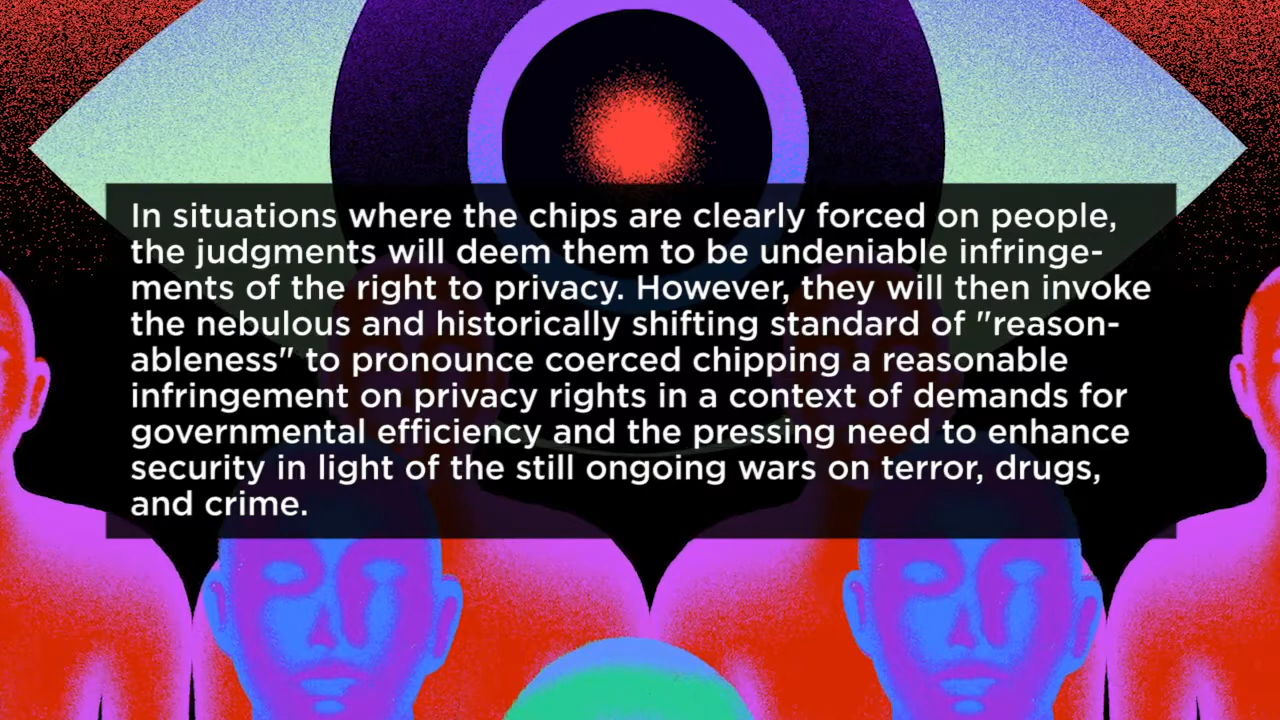 In situations where the chips are clearly forced on people,
the judgments will deem them to be undeniable infringe-
ments of the right to privacy. However, they will then invoke
the nebulous and historically shifting standard of "reason-
ableness" to pronounce coerced chipping a reasonable
infringement on privacy rights in a context of demands for
governmental efficiency and the pressing need to enhance
security in light of the still ongoing wars on terror, drugs,
and crime.